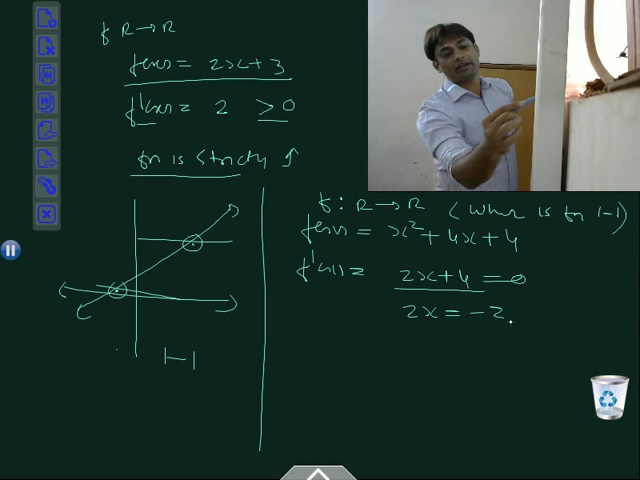 f R→R
f(x) = 2x+3
f'(x) = 2 >0
fn is strictly ↑
1-1
f : R→R (When is fn 1-1)
f(x) = x²+4x+4
f'(x) = 2x+4 = 0
2x = -2